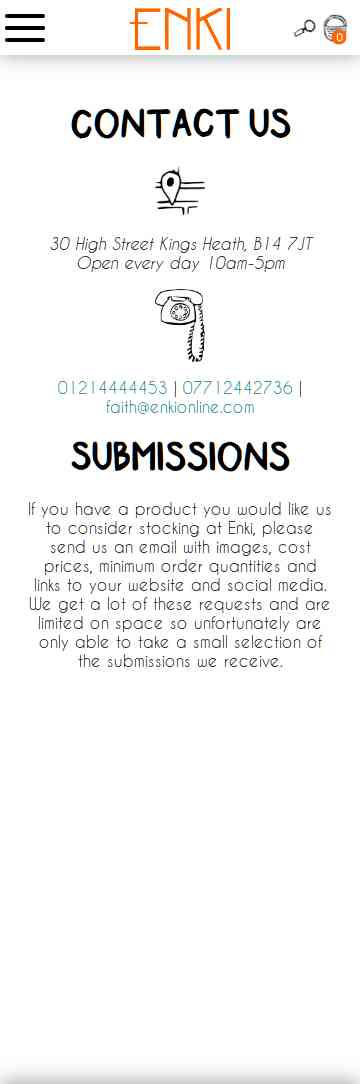 ENKI
0
CONTACT US
30 High Street Kings Heath, B14 7JT
Open every day 10am-5pm
01214444453 | 07712442736 |
faith@enkionline.com
SUBMISSIONS
If you have a product you would like us
to consider stocking at Enki, please
send us an email with images, cost
prices, minimum order quantities and
links to your website and social media.
We get a lot of these requests and are
limited on space so unfortunately are
only able to take a small selection of
the submissions we receive.